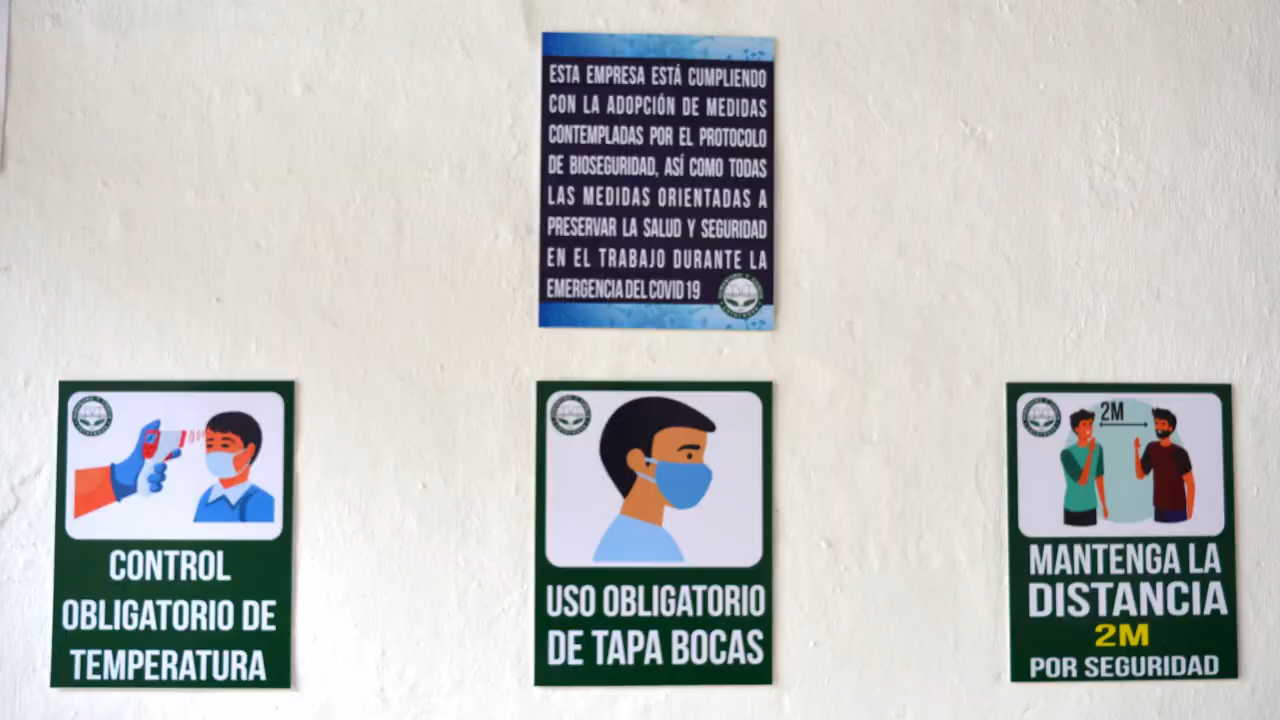 ESTA EMPRESA ESTÁ CUMPLIENDO
CON LA ADOPCIÓN DE MEDIDAS
CONTEMPLADAS POR EL PROTOCOLO
DE BIOSEGURIDAD, ASÍ COMO TODAS
LAS MEDIDAS ORIENTADAS A
PRESERVAR LA SALUD Y SEGURIDAD
EN EL TRABAJO DURANTE LA
EMERGENCIA DEL COVID 19
CONTROL
OBLIGATORIO DE
TEMPERATURA
USO OBLIGATORIO
DE TAPA BOCAS
2M
MANTENGA LA
DISTANCIA
2M
POR SEGURIDAD